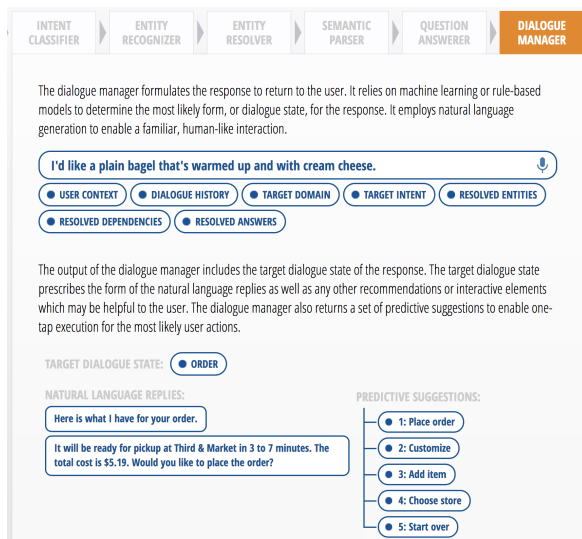 INTENT CLASSIFIER
ENTITY RECOGNIZER
ENTITY RESOLVER
SEMANTIC PARSER
QUESTION ANSWERER
DIALOGUE MANAGER
The dialogue manager formulates the response to return to the user. It relies on machine learning or rule-based
models to determine the most likely form, or dialogue state, for the response. It employs natural language
generation to enable a familiar, human-like interaction.
I'd like a plain bagel that's warmed up and with cream cheese.
USER CONTEXT
DIALOGUE HISTORY
TARGET DOMAIN
TARGET INTENT
RESOLVED ENTITIES
RESOLVED DEPENDENCIES
RESOLVED ANSWERS
The output of the dialogue manager includes the target dialogue state of the response. The target dialogue state
prescribes the form of the natural language replies as well as any other recommendations or interactive elements
which may be helpful to the user. The dialogue manager also returns a set of predictive suggestions to enable one-
tap execution for the most likely user actions.
TARGET DIALOGUE STATE: ORDER
NATURAL LANGUAGE REPLIES:
Here is what I have for your order.
It will be ready for pickup at Third & Market in 3 to 7 minutes. The
total cost is $5.19. Would you like to place the order?
PREDICTIVE SUGGESTIONS:
1: Place order
2: Customize
3: Add item
4: Choose store
5: Start over